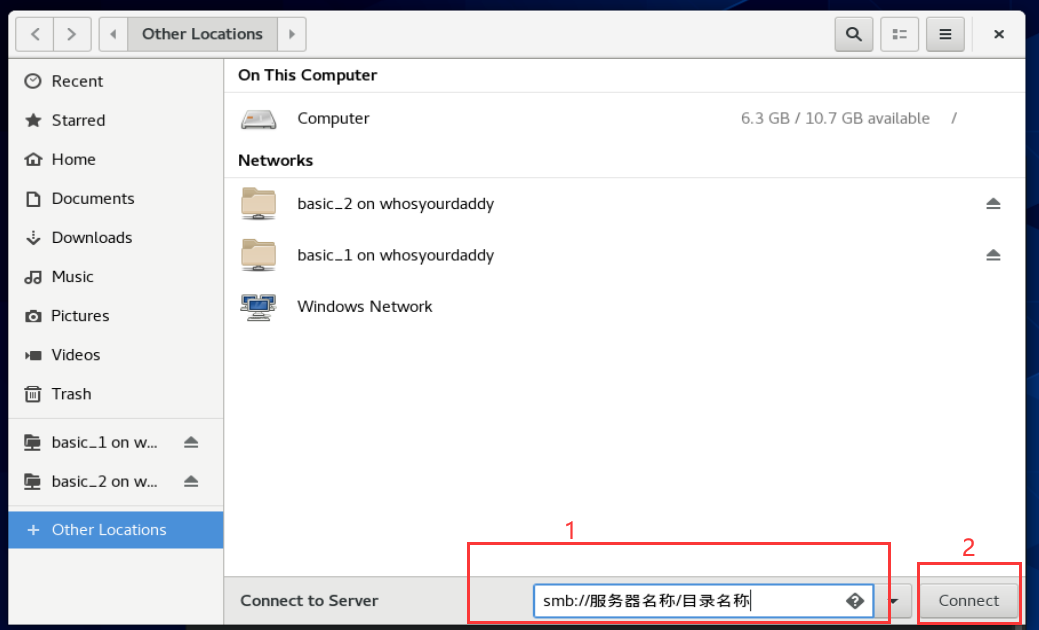 Other Locations
Recent
Starred
Home
Documents
Downloads
Music
Pictures
Videos
Trash
basic_1 on w...
basic_2 on w...
+ Other Locations
On This Computer
Computer 6.3 GB / 10.7 GB available /
Networks
basic_2 on whosyourdaddy
basic_1 on whosyourdaddy
Windows Network
1
2
Connect to Server smb://服务器名称/目录名称 Connect